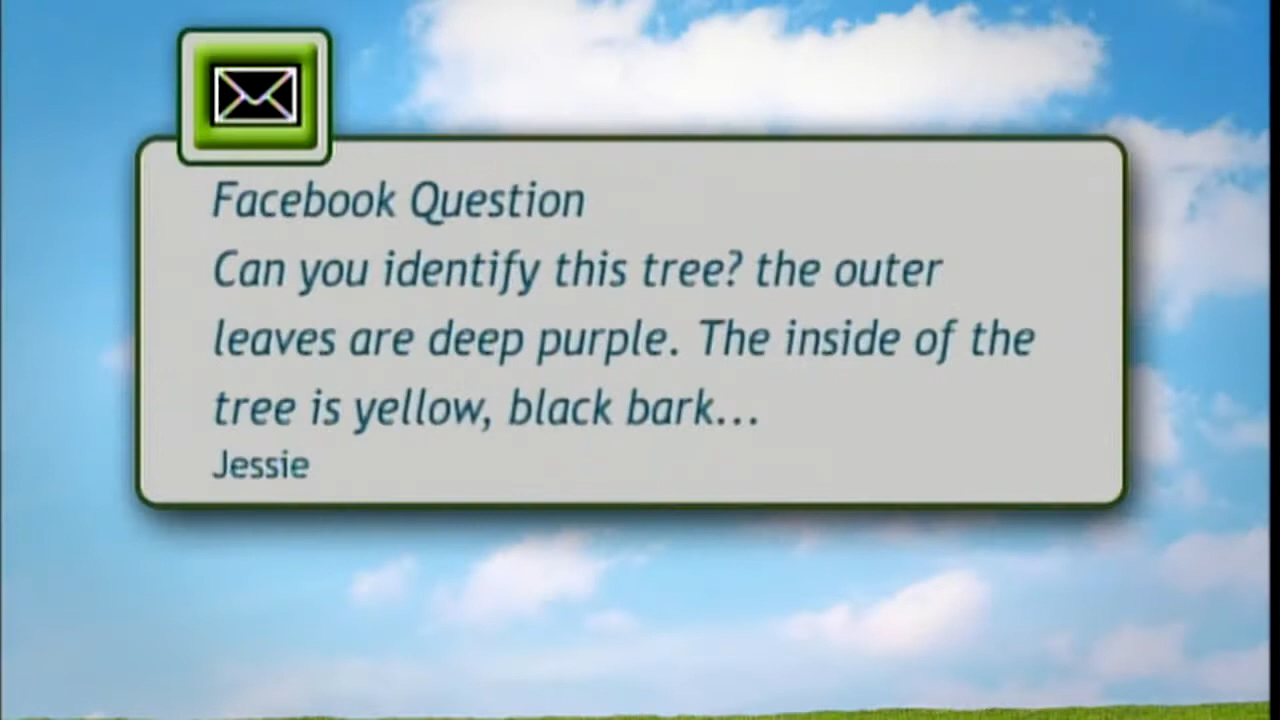 Facebook Question
Can you identify this tree? the outer
leaves are deep purple. The inside of the
tree is yellow, black bark...
Jessie